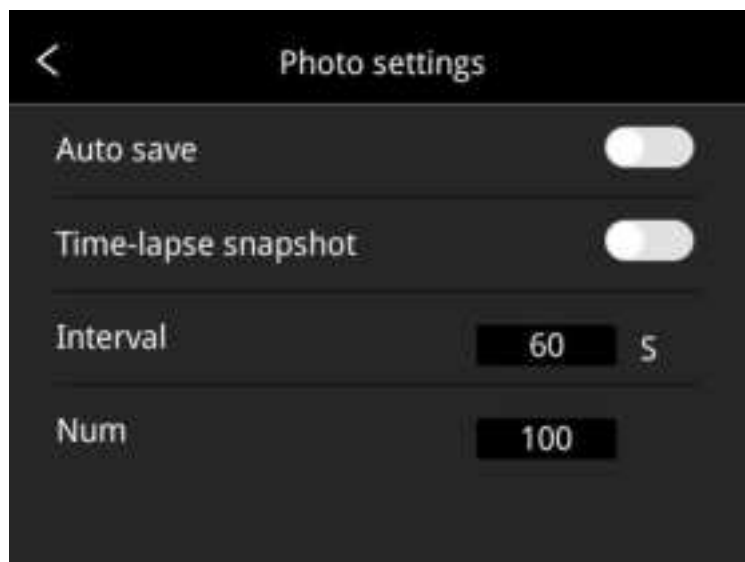 Photo settings
Auto save
Time-lapse snapshot
Interval 60 S
Num 100